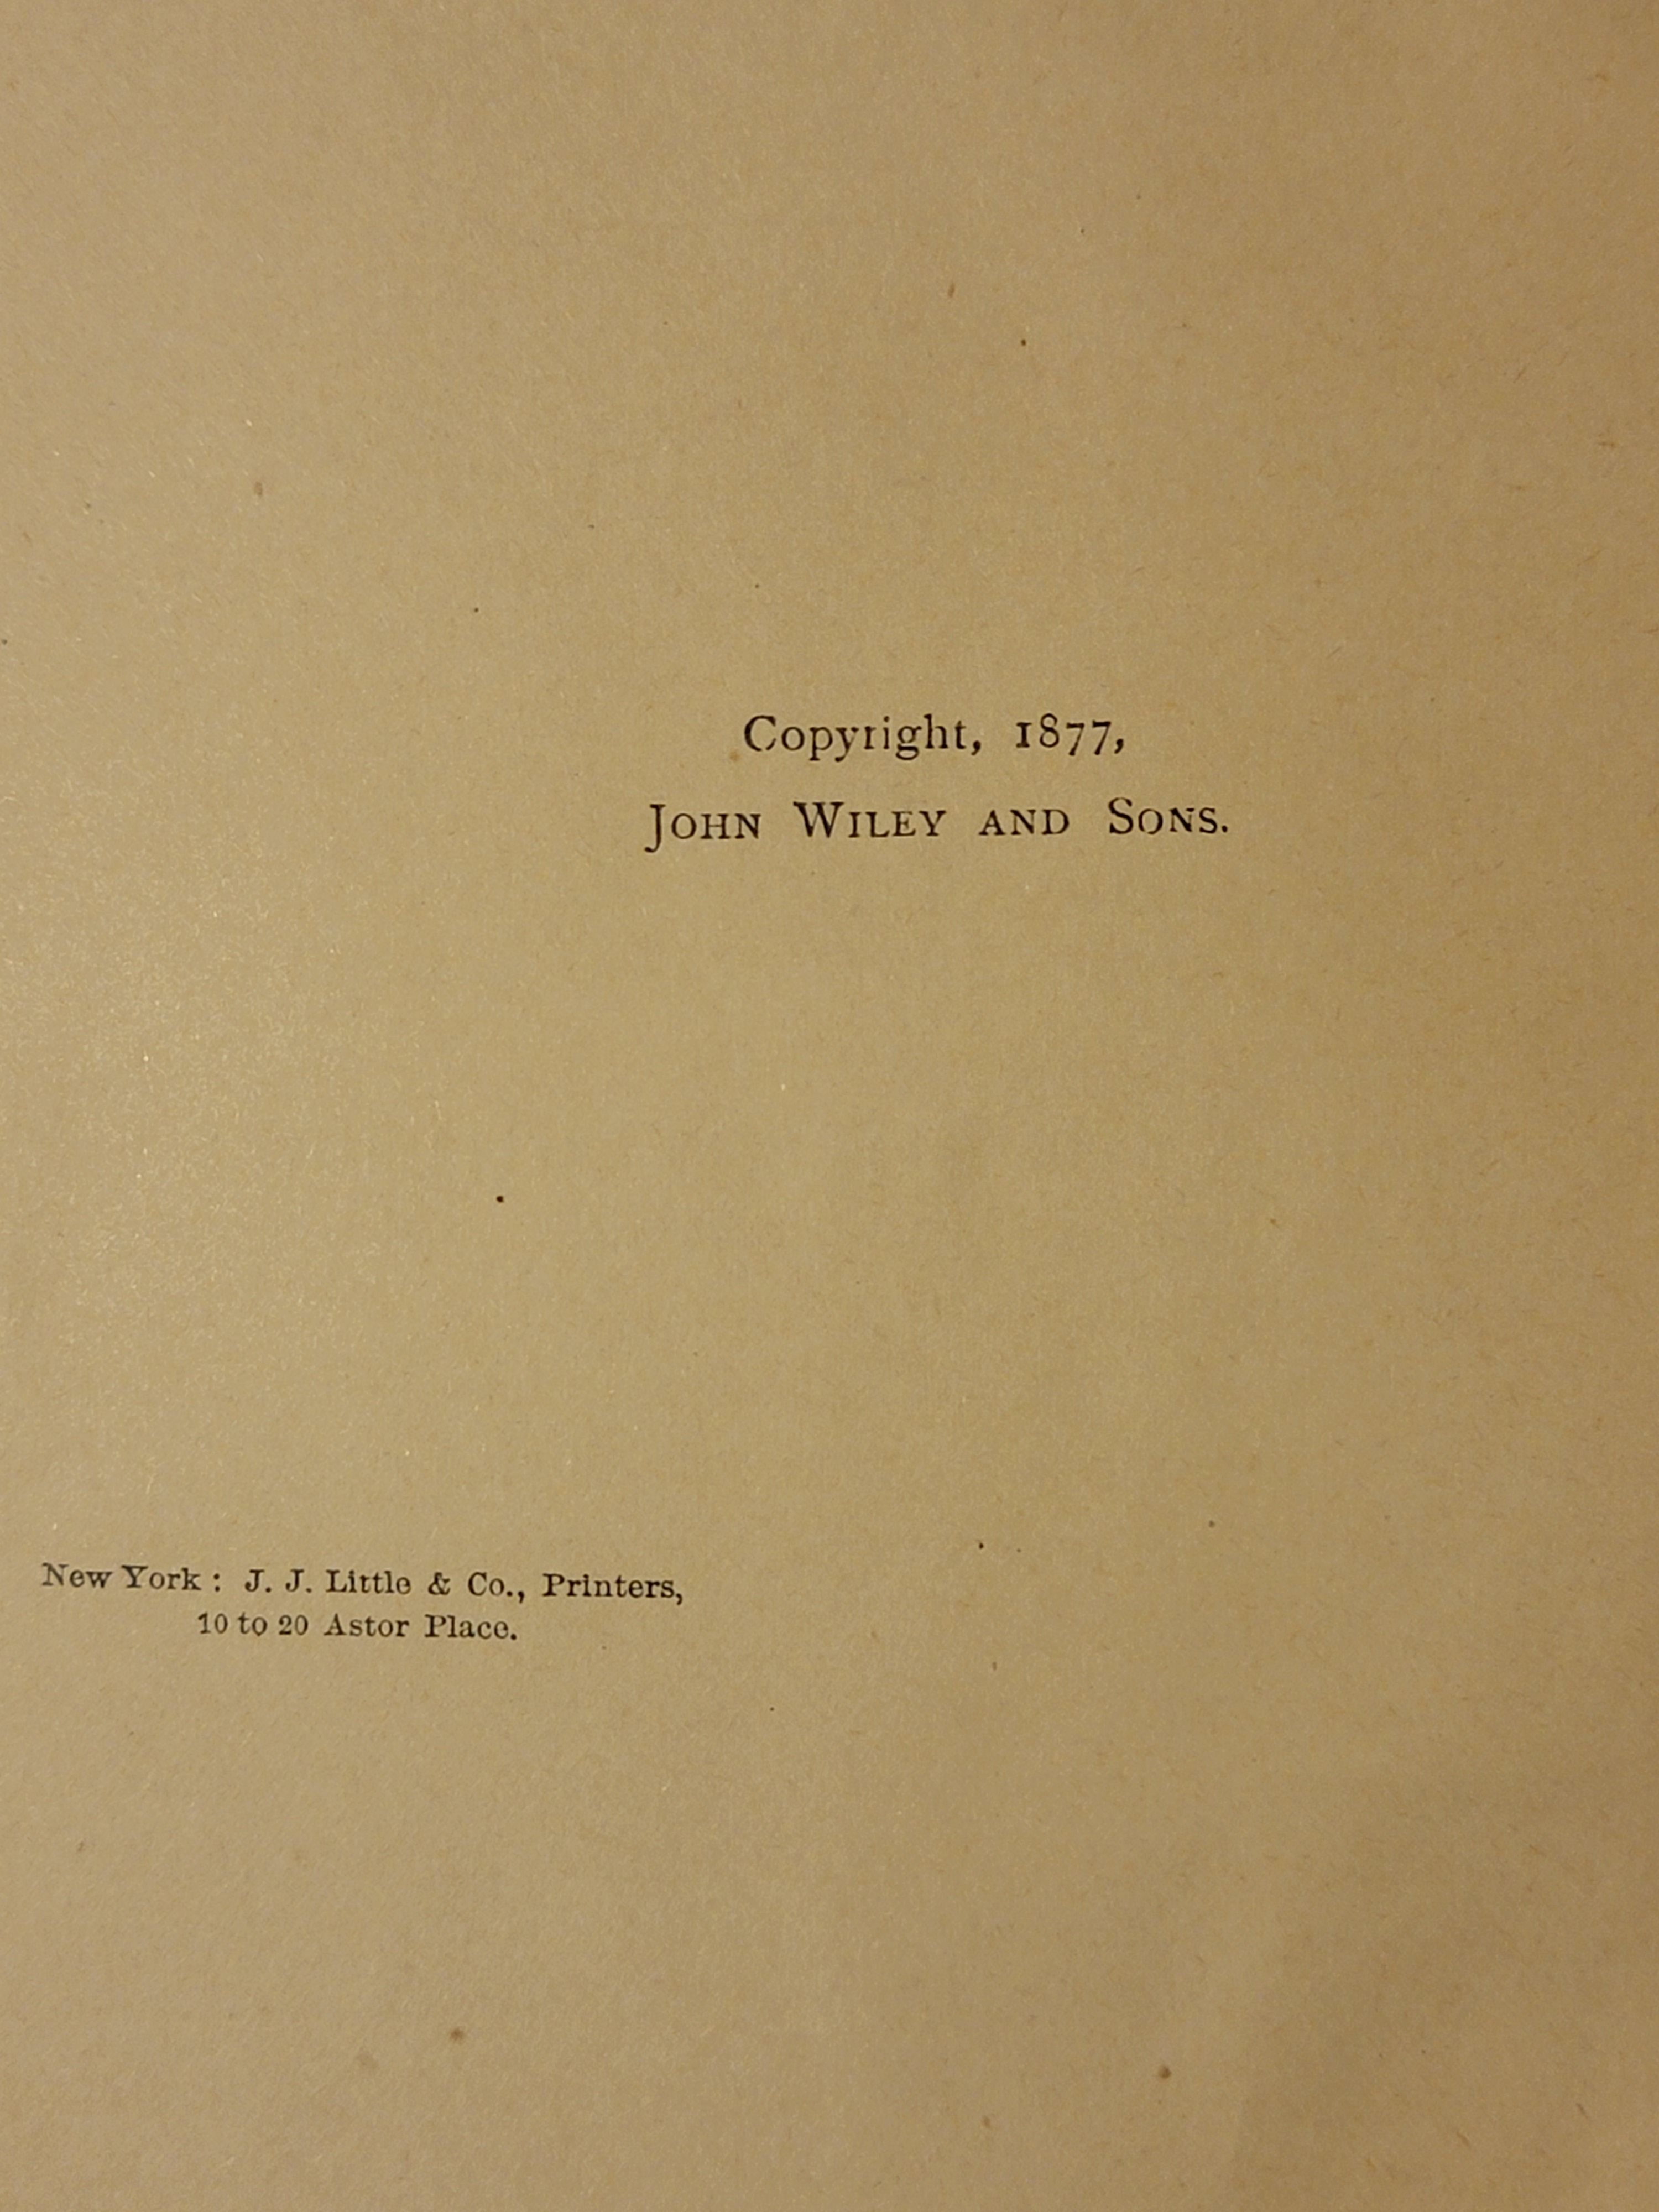 Copyright, 1877,
John Wiley and Sons.
New York: J. J. Little & Co., Printers,
10 to 20 Astor Place.